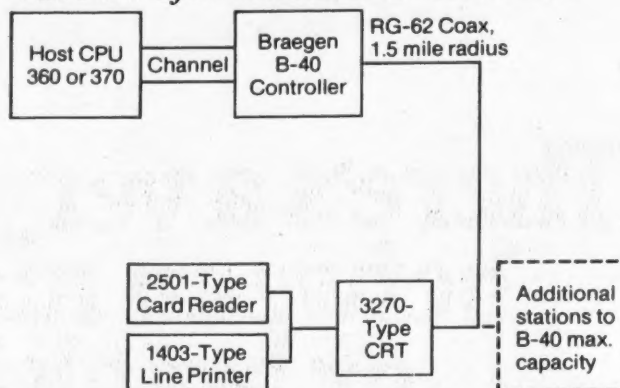 Host CPU
360 or 370
Channel
Braegen
B-40
Controller
RG-62 Coax,
1.5 mile radius
2501-Type
Card Reader
1403-Type
Line Printer
3270-
Type
CRT
Additional
stations to
B-40 max.
capacity